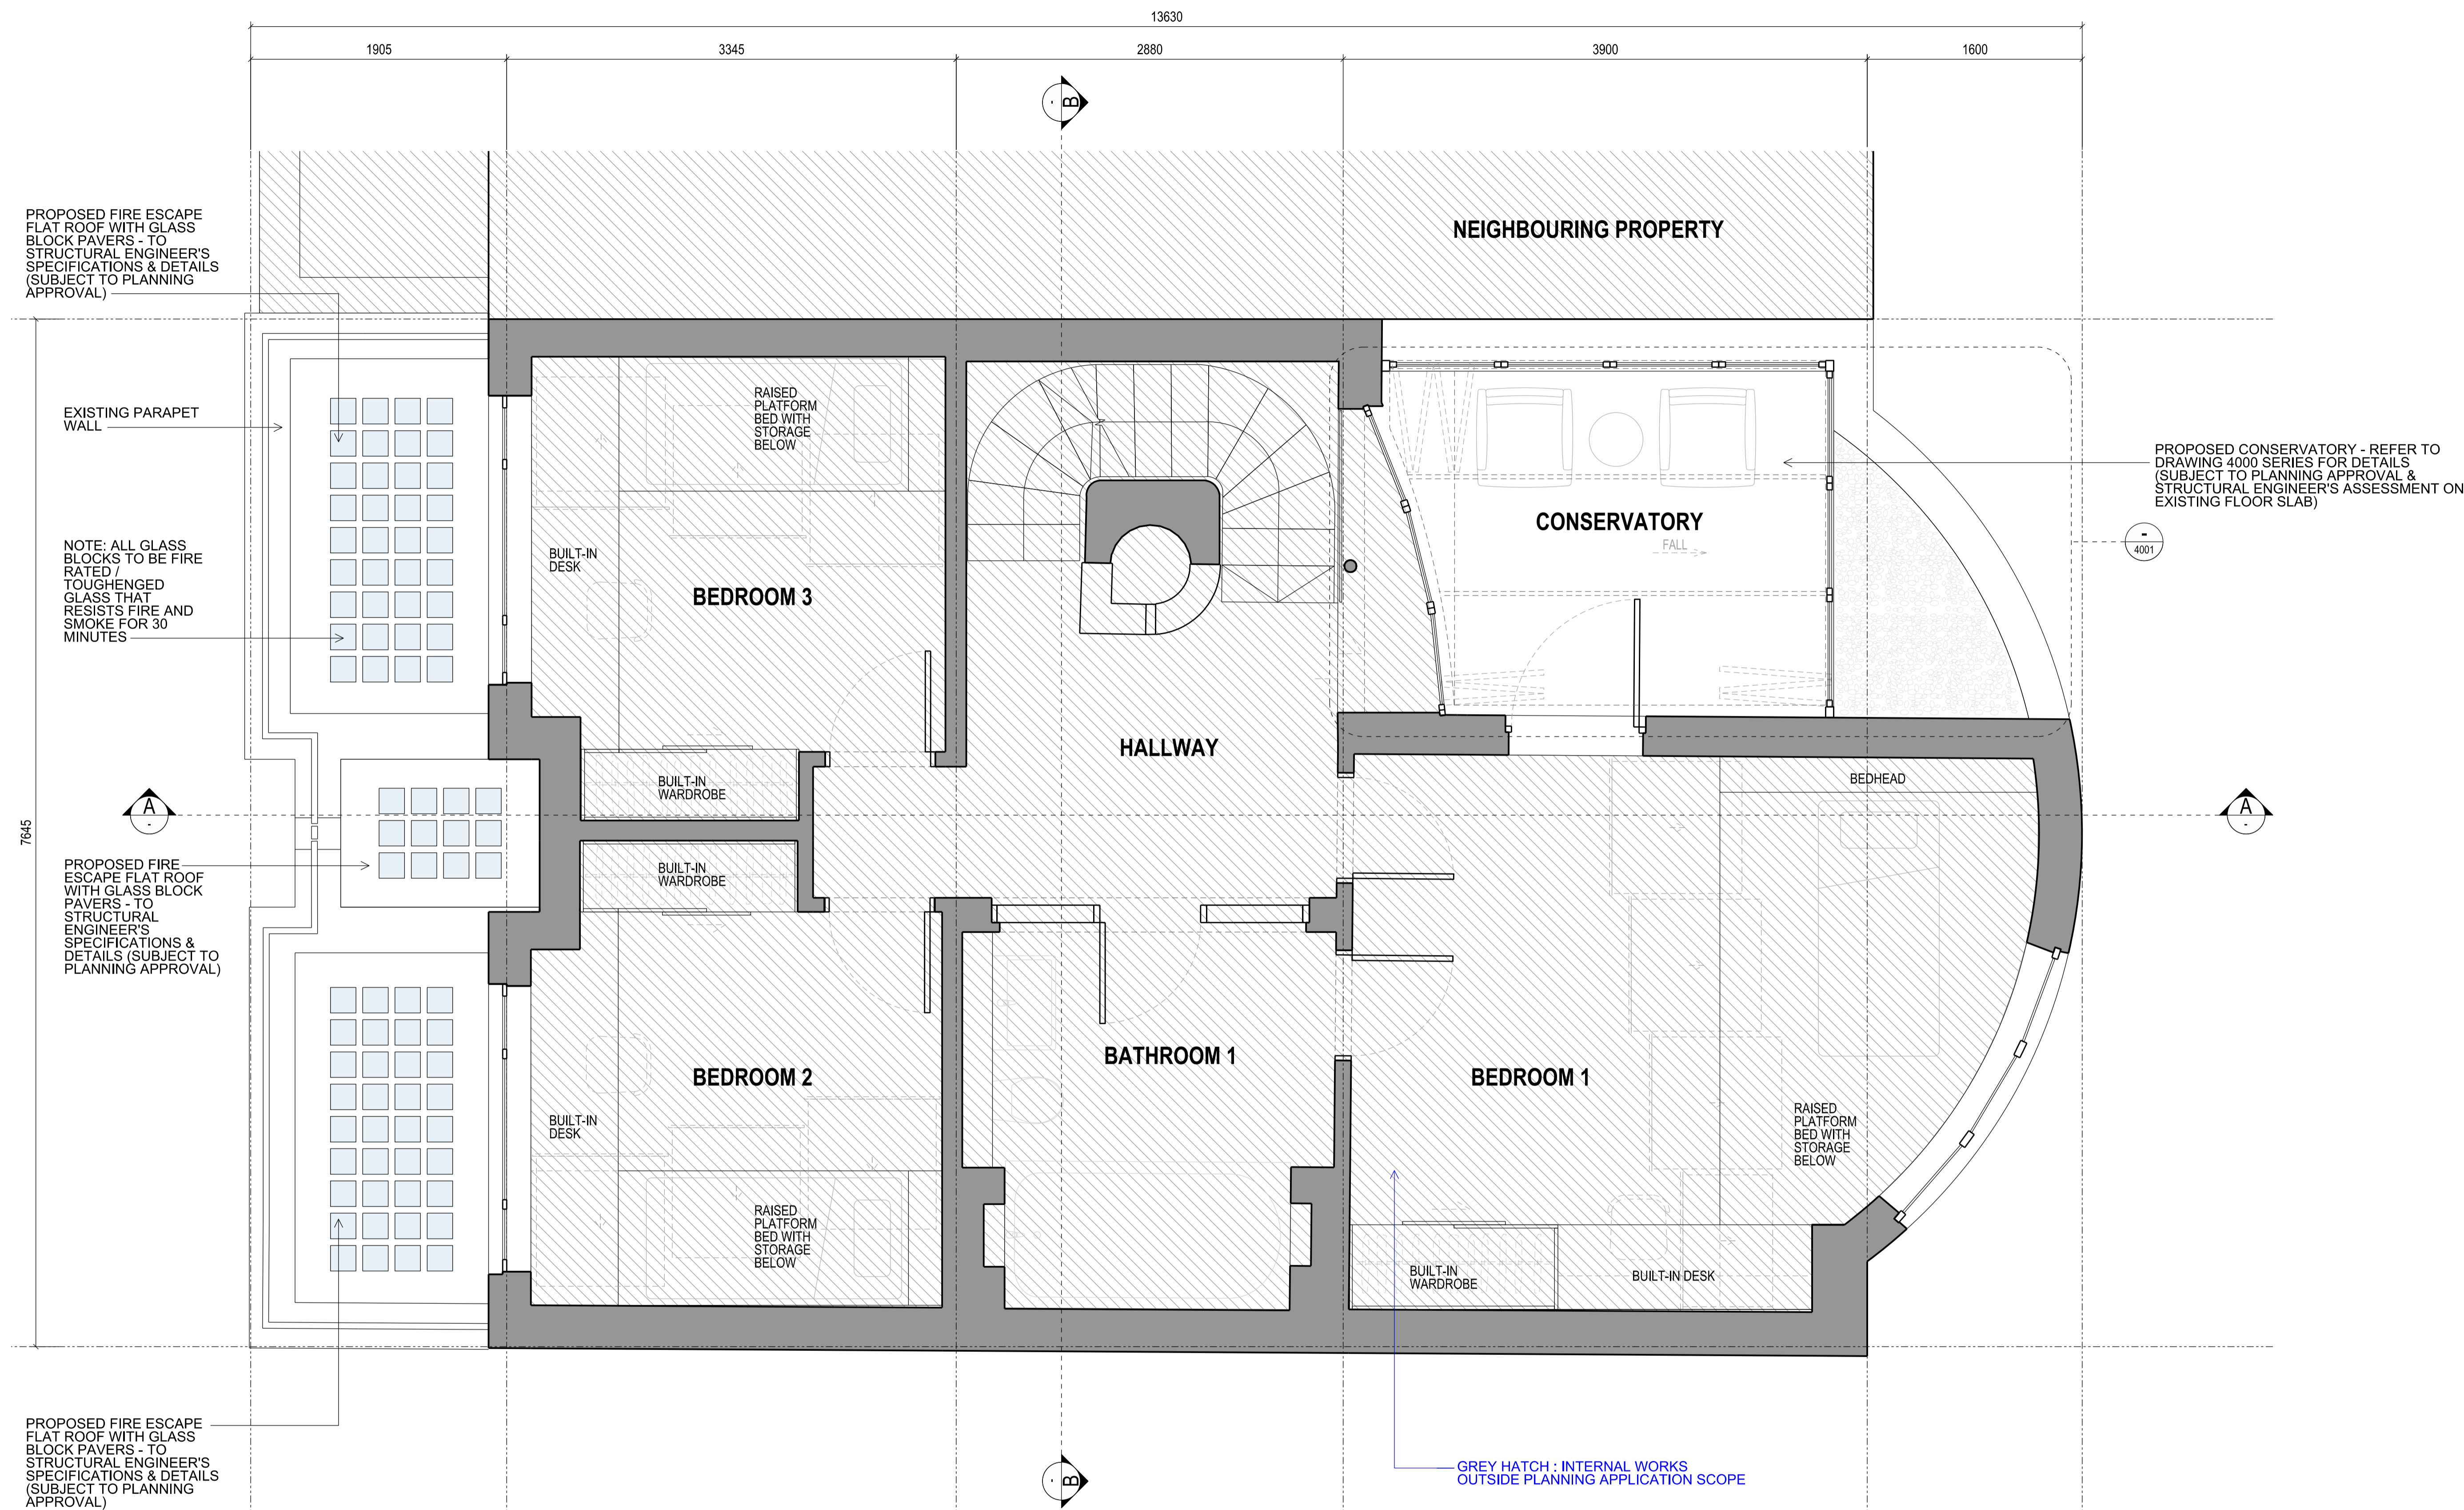 13630
1905
3345
2880
3900
1600
B
-
NEIGHBOURING PROPERTY
PROPOSED FIRE ESCAPE
FLAT ROOF WITH GLASS
BLOCK PAVERS - TO
STRUCTURAL ENGINEER'S
SPECIFICATIONS & DETAILS
(SUBJECT TO PLANNING
APPROVAL)
EXISTING PARAPET
WALL
NOTE: ALL GLASS
BLOCKS TO BE FIRE
RATED /
TOUGHENGED
GLASS THAT
RESISTS FIRE AND
SMOKE FOR 30
MINUTES
RAISED
PLATFORM
BED WITH
STORAGE
BELOW
BUILT-IN
DESK
BEDROOM 3
CONSERVATORY
FALL
PROPOSED CONSERVATORY - REFER TO
DRAWING 4000 SERIES FOR DETAILS
(SUBJECT TO PLANNING APPROVAL &
STRUCTURAL ENGINEER'S ASSESSMENT ON
EXISTING FLOOR SLAB)
-
4001
HALLWAY
BUILT-IN
WARDROBE
BEDHEAD
A
-
A
-
7645
BUILT-IN
WARDROBE
PROPOSED FIRE
ESCAPE FLAT ROOF
WITH GLASS BLOCK
PAVERS - TO
STRUCTURAL
ENGINEER'S
SPECIFICATIONS &
DETAILS (SUBJECT TO
PLANNING APPROVAL)
BEDROOM 2
BATHROOM 1
BEDROOM 1
BUILT-IN
DESK
RAISED
PLATFORM
BED WITH
STORAGE
BELOW
RAISED
PLATFORM
BED WITH
STORAGE
BELOW
BUILT-IN
WARDROBE
BUILT-IN DESK
PROPOSED FIRE ESCAPE
FLAT ROOF WITH GLASS
BLOCK PAVERS - TO
STRUCTURAL ENGINEER'S
SPECIFICATIONS & DETAILS
(SUBJECT TO PLANNING
APPROVAL)
B
-
GREY HATCH : INTERNAL WORKS
OUTSIDE PLANNING APPLICATION SCOPE